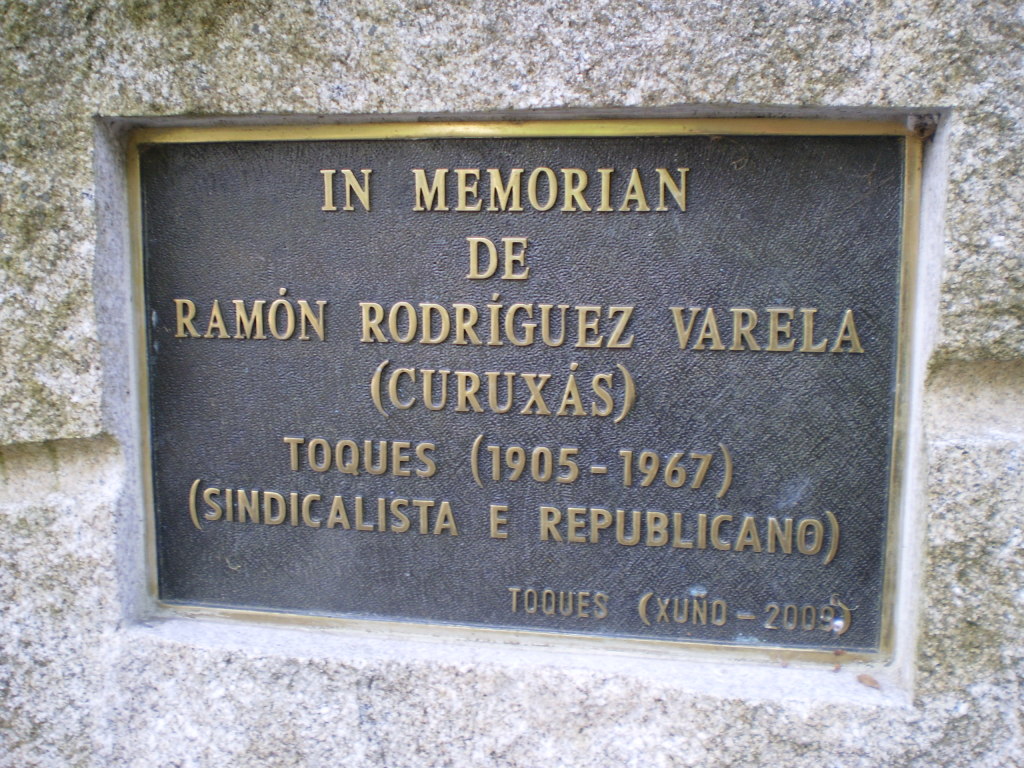 IN MEMORIAN
DE
RAMÓN RODRÍGUEZ VARELA
(CURUXÁS)
TOQUES (1905-1967)
(SINDICALISTA E REPUBLICANO)
TOQUES (XUÑO - 2009)